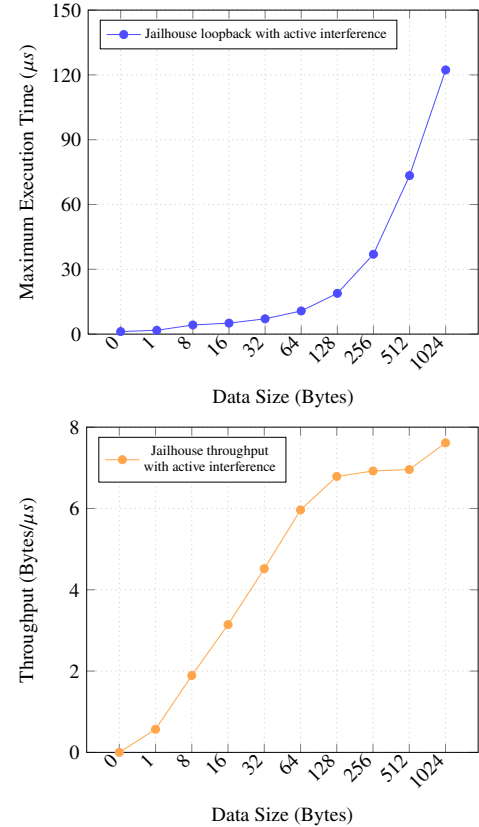 150
Jailhouse loopback with active interference
120
90
60
30
0
Maximum Execution Time (μs)
0 1 8 16 32 64 128 256 512 1024
Data Size (Bytes)
8
Jailhouse throughput
with active interference
6
4
2
0
Throughput (Bytes/μs)
0 1 8 16 32 64 128 256 512 1024
Data Size (Bytes)